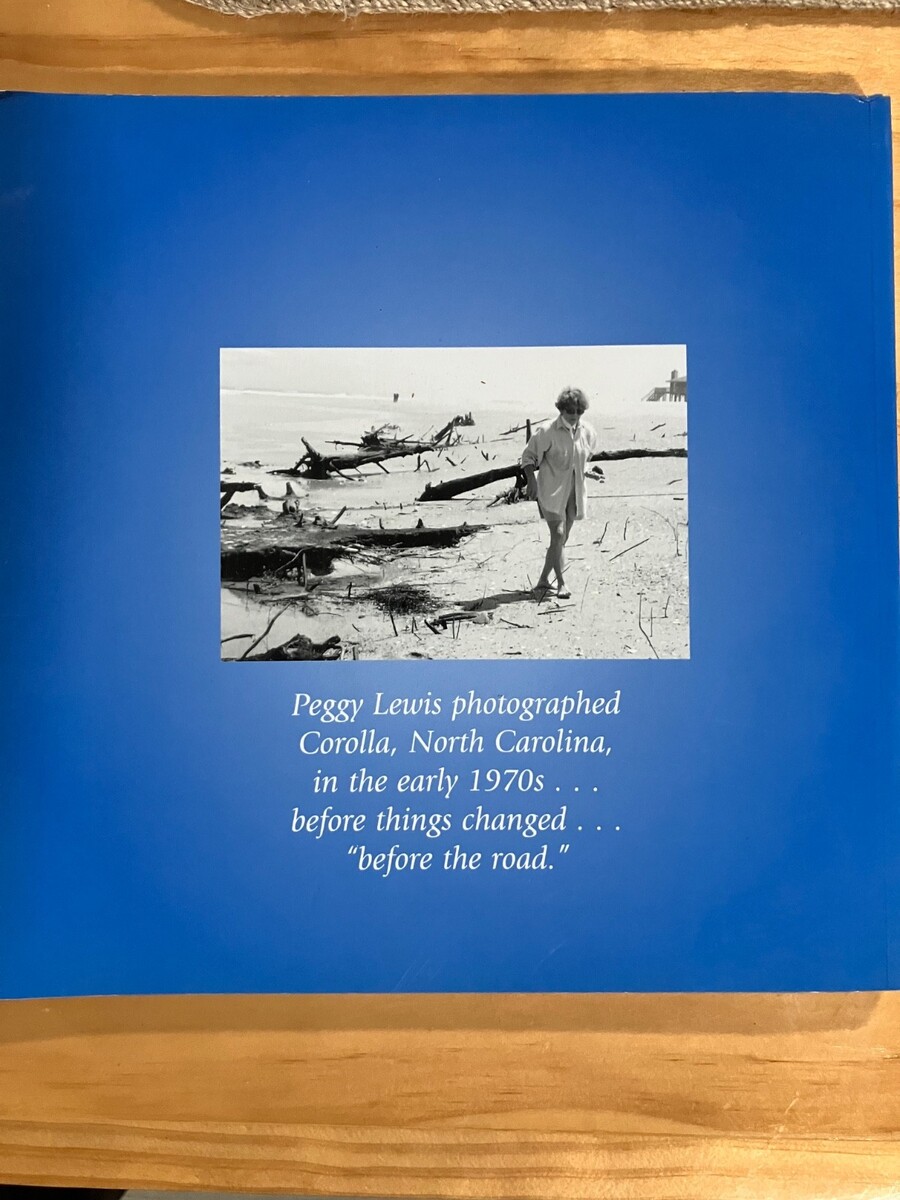 Peggy Lewis photographed
Corolla, North Carolina,
in the early 1970s . . .
before things changed . . .
“before the road.”